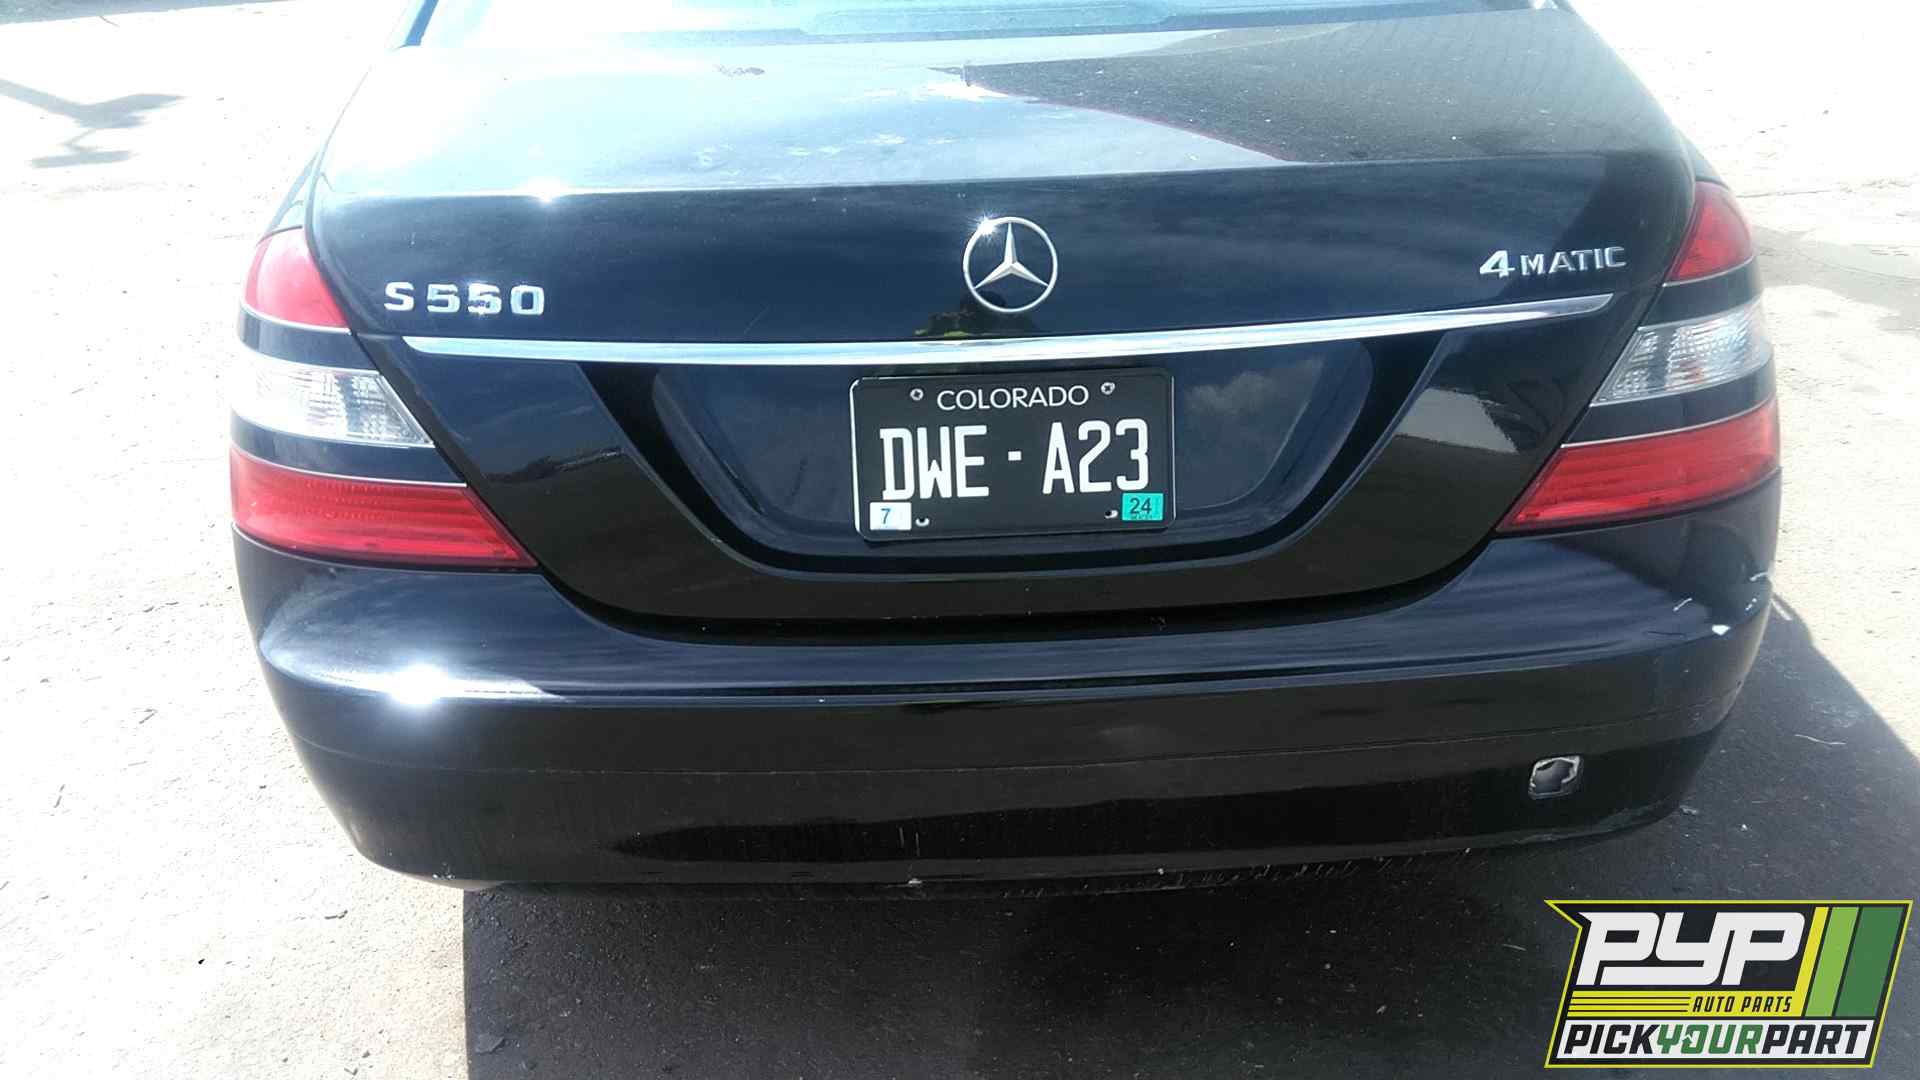 S550
4MATIC
COLORADO
DWE-A23
7
24
PYP
AUTO PARTS
PICKYOURPART